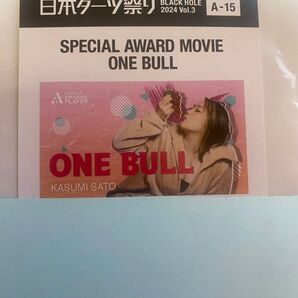 日本ダーツ祭り
BLACK HOLE
2024 Vol.3
A-15
SPECIAL AWARD MOVIE
ONE BULL
PLAYER
ONE BULL
KASUMI SATO